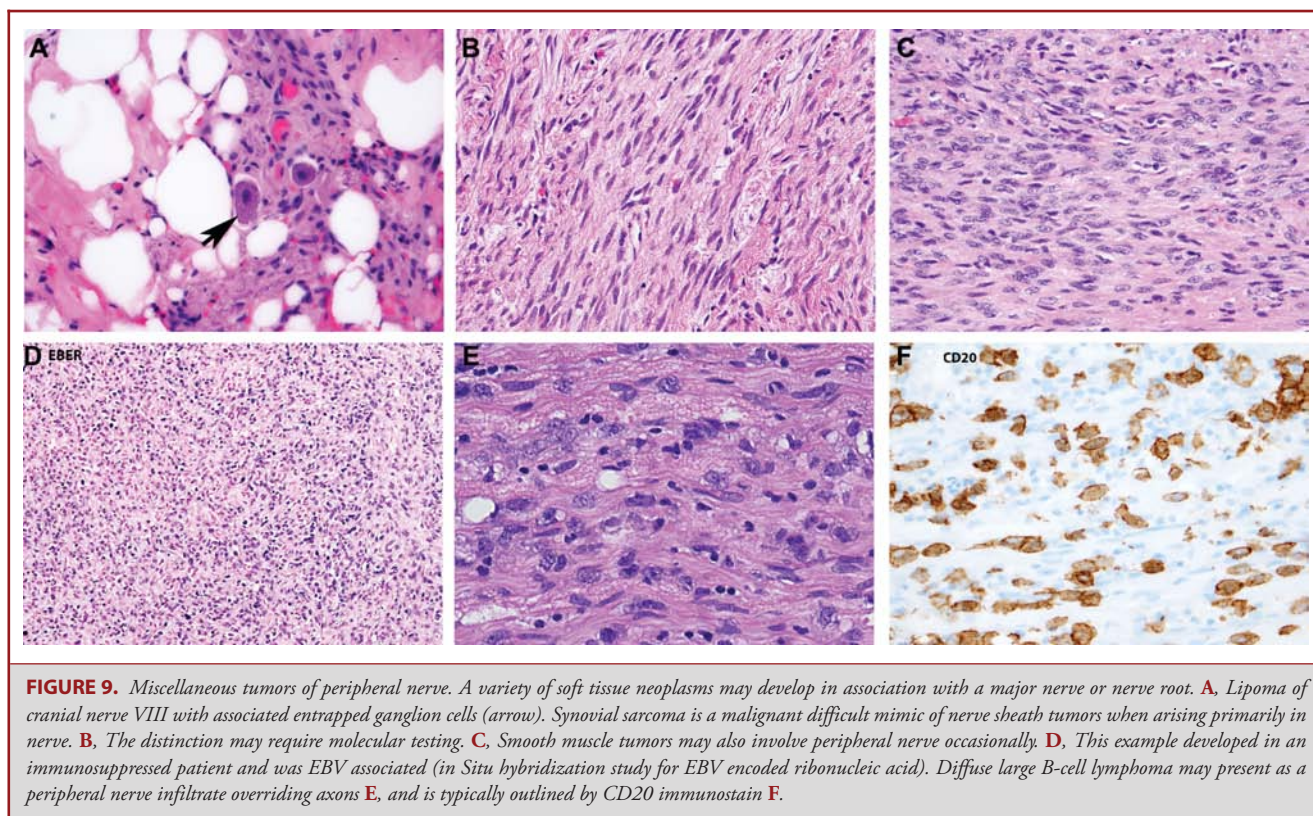 A
B
C
D EBER
E
F CD20
FIGURE 9. Miscellaneous tumors of peripheral nerve. A variety of soft tissue neoplasms may develop in association with a major nerve or nerve root. A, Lipoma of
cranial nerve VIII with associated entrapped ganglion cells (arrow). Synovial sarcoma is a malignant difficult mimic of nerve sheath tumors when arising primarily in
nerve. B, The distinction may require molecular testing. C, Smooth muscle tumors may also involve peripheral nerve occasionally. D, This example developed in an
immunosuppressed patient and was EBV associated (in Situ hybridization study for EBV encoded ribonucleic acid). Diffuse large B-cell lymphoma may present as a
peripheral nerve infiltrate overriding axons E, and is typically outlined by CD20 immunostain F.